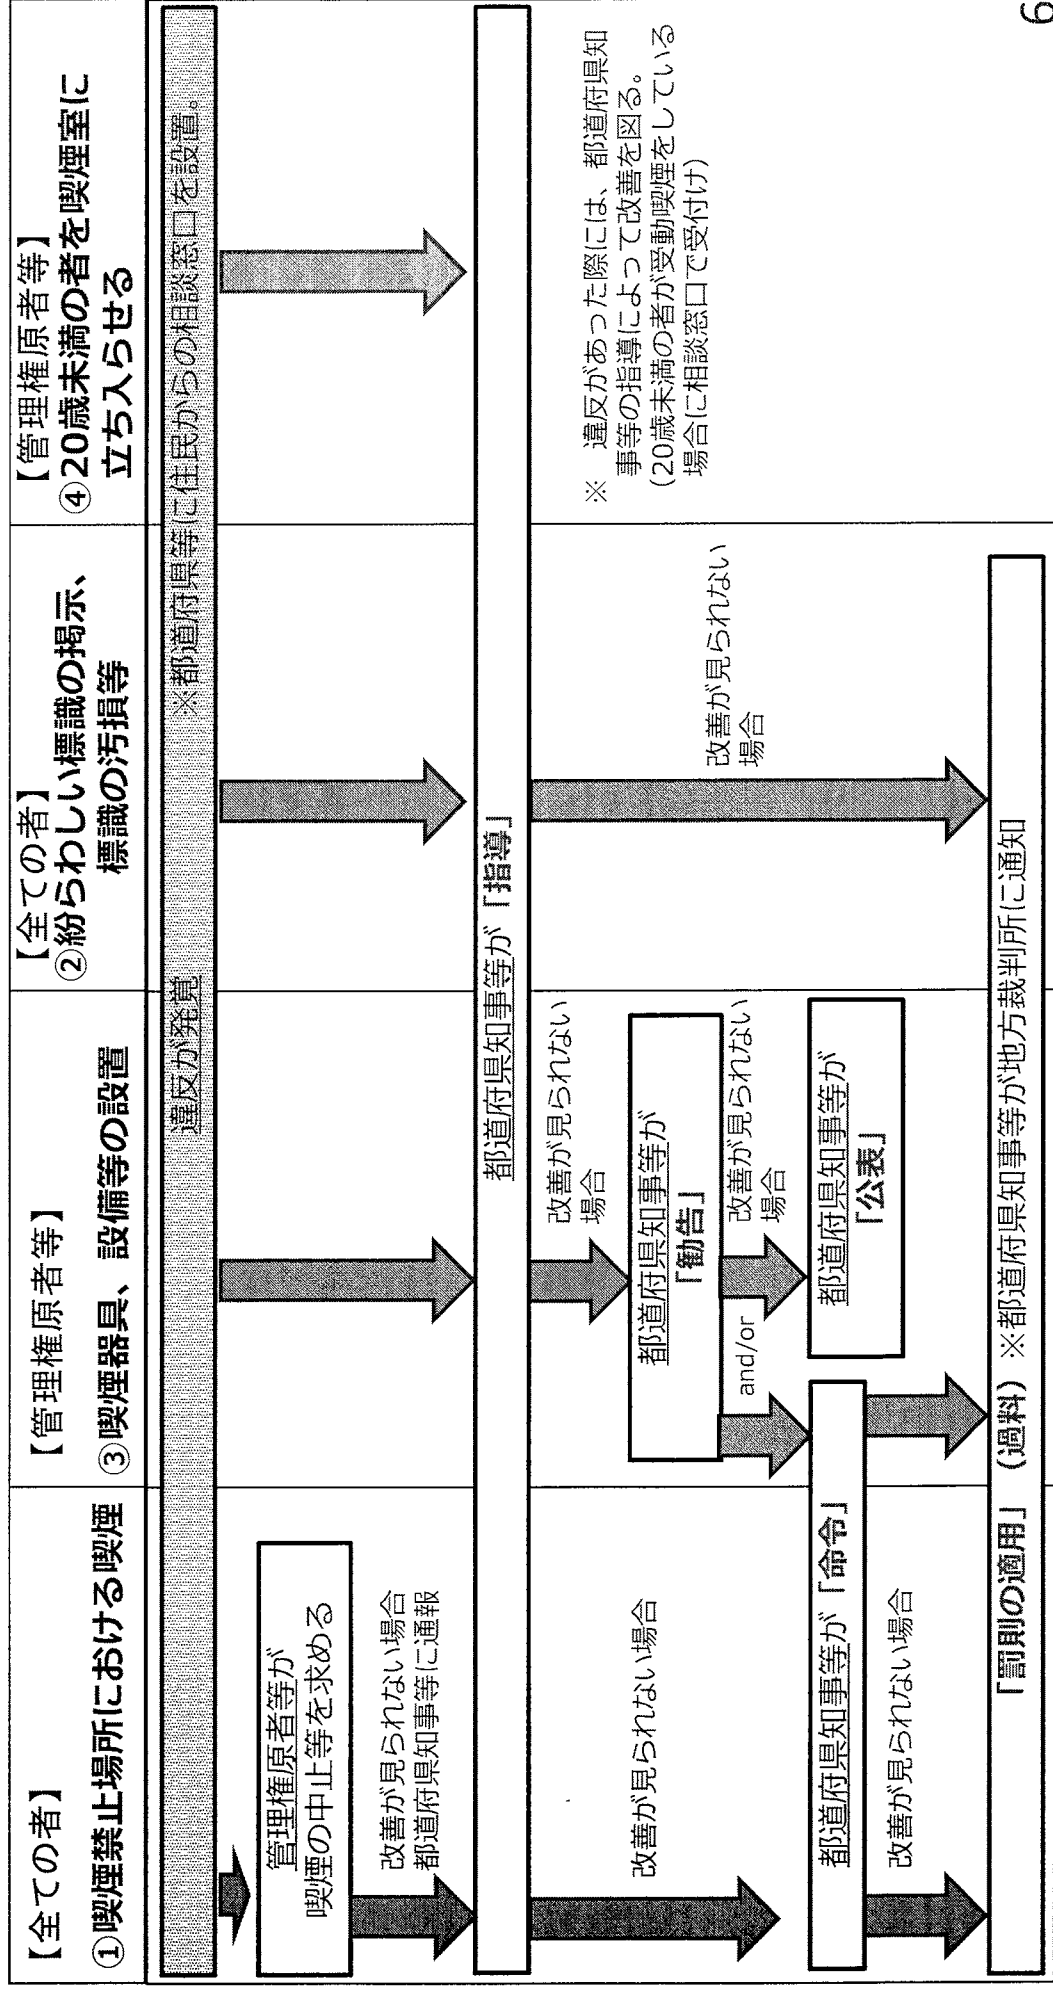 【全ての者】
①喫煙禁止場所における喫煙
【管理権原者等】
③喫煙器具、設備等の設置
【全ての者】
②紛らわしい標識の掲示、
標識の汚損等
【管理権原者等】
④20歳未満の者を喫煙室に
立ち入らせる
違反が発覚 ※都道府県等に住民からの相談窓口を設置。
管理権原者等が
喫煙の中止等を求める
改善が見られない場合
都道府県知事等に通報
都道府県知事等が「指導」
改善が見られない場合
改善が見られない
場合
都道府県知事等が
「勧告」
and/or
改善が見られない
場合
都道府県知事等が「命令」
都道府県知事等が
「公表」
改善が見られない場合
改善が見られない
場合
※ 違反があった際には、都道府県知
事等の指導によって改善を図る。
(20歳未満の者が受動喫煙をしている
場合に相談窓口で受付け)
「罰則の適用」(過料) ※都道府県知事等が地方裁判所に通知
6